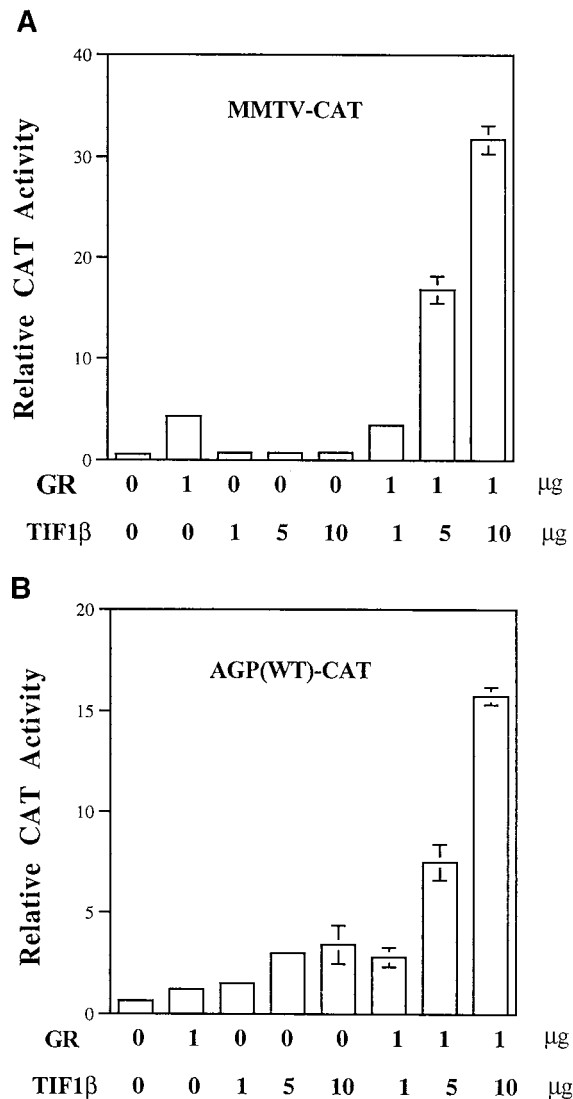 A
Relative CAT Activity
40
30
20
10
0
MMTV-CAT
GR 0 1 0 0 0 1 1 1 µg
TIF1β 0 0 1 5 10 1 5 10 µg
B
Relative CAT Activity
20
15
10
5
0
AGP(WT)-CAT
GR 0 1 0 0 0 1 1 1 µg
TIF1β 0 0 1 5 10 1 5 10 µg